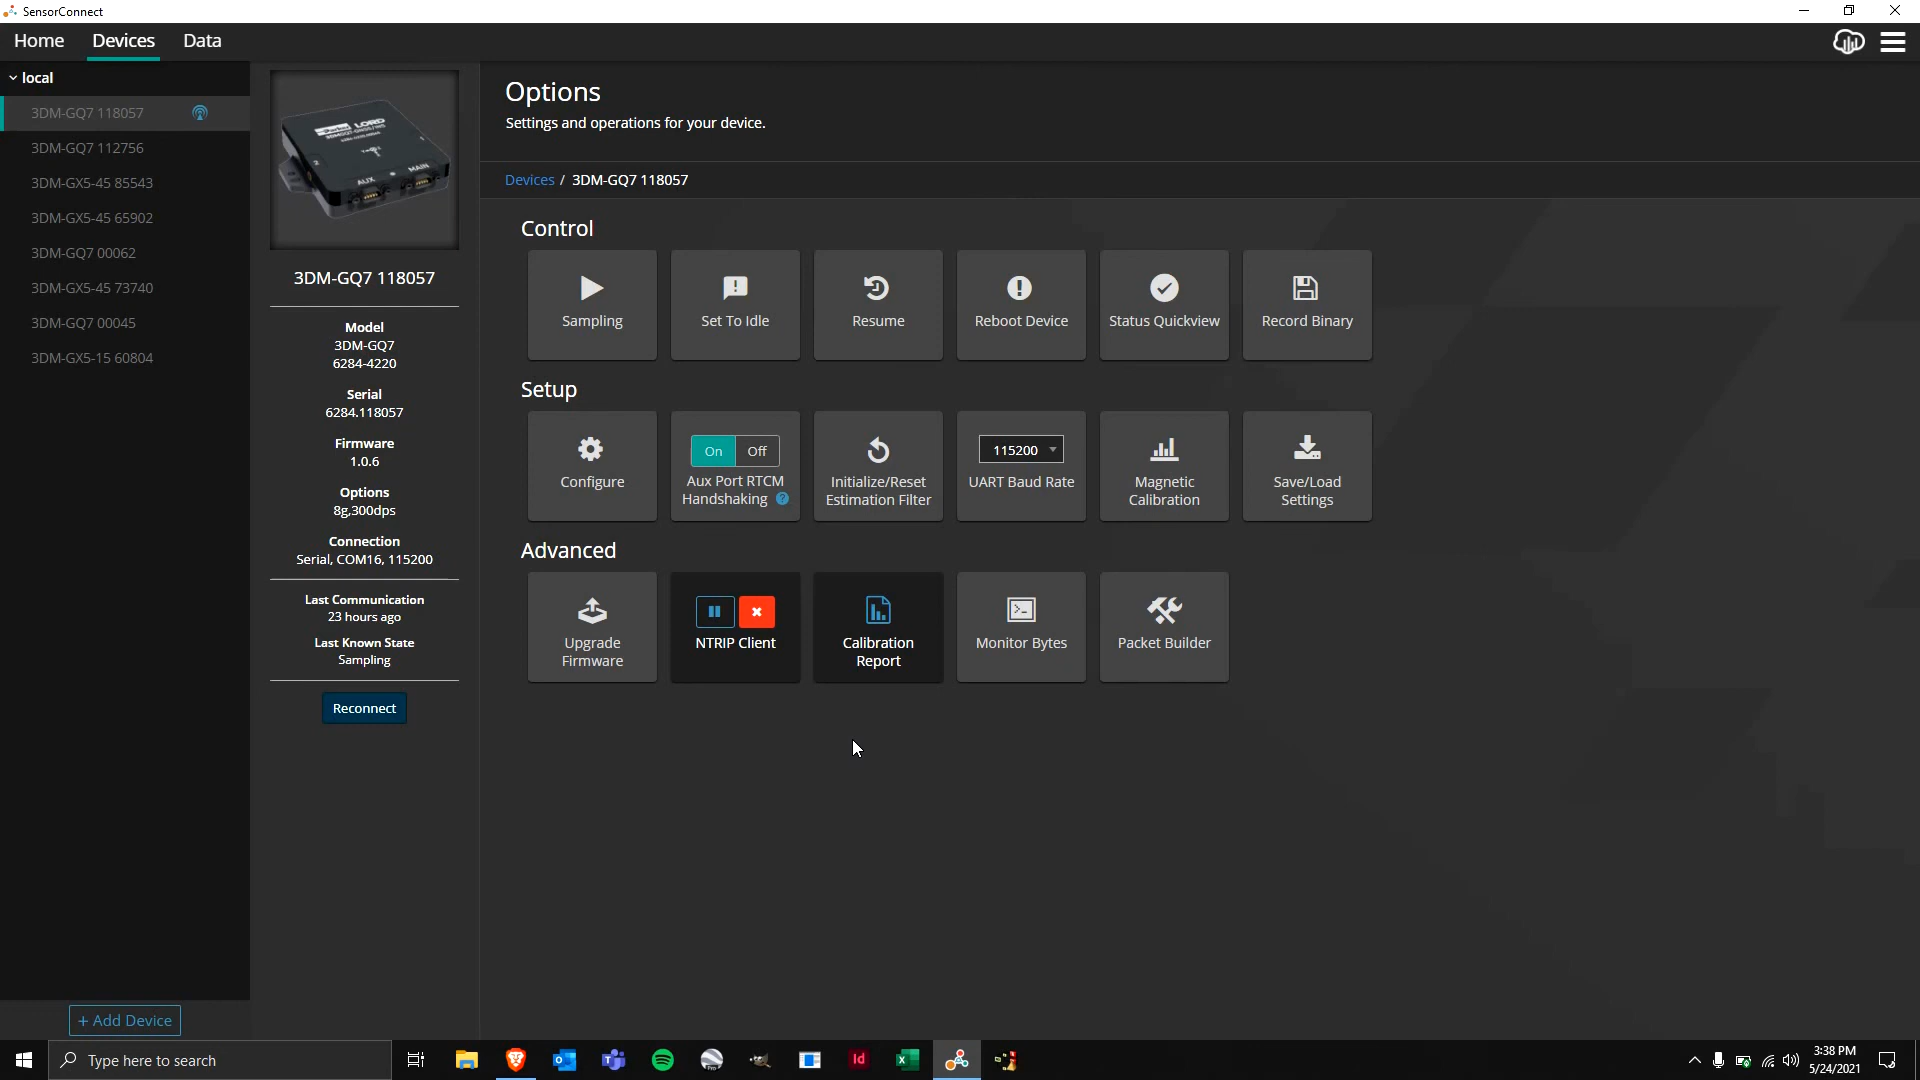 SensorConnect
Home
Devices
Data
local
3DM-GQ7 118057
3DM-GQ7 112756
3DM-GX5-45 85543
3DM-GX5-45 65902
3DM-GQ7 00062
3DM-GX5-45 73740
3DM-GQ7 00045
3DM-GX5-15 60804
+ Add Device
LORD
AUX
MAIN
3DM-GQ7 118057
Model
3DM-GQ7
6284-4220
Serial
6284.118057
Firmware
1.0.6
Options
8g,300dps
Connection
Serial, COM16, 115200
Last Communication
23 hours ago
Last Known State
Sampling
Reconnect
Options
Settings and operations for your device.
Devices / 3DM-GQ7 118057
Control
Sampling
Set To Idle
Resume
Reboot Device
Status Quickview
Record Binary
Setup
Configure
On
Off
Aux Port RTCM
Handshaking ?
Initialize/Reset
Estimation Filter
115200
UART Baud Rate
Magnetic
Calibration
Save/Load
Settings
Advanced
Upgrade
Firmware
NTRIP Client
Calibration
Report
Monitor Bytes
Packet Builder
Type here to search
Id
3:38 PM
5/24/2021